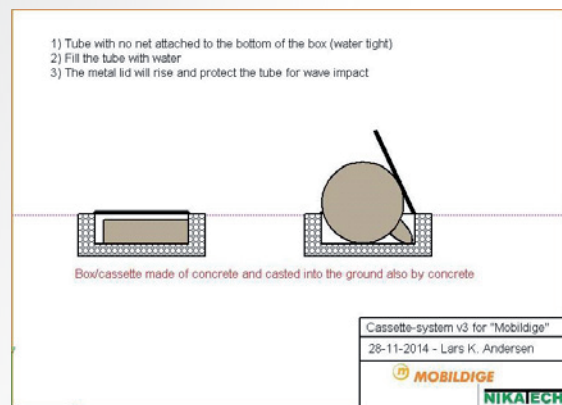 1) Tube with no net attached to the bottom of the box (water tight)
2) Fill the tube with water
3) The metal lid will rise and protect the tube for wave impact
Box/cassette made of concrete and casted into the ground also by concrete
Cassette-system v3 for "Mobildige"
28-11-2014 - Lars K. Andersen
m MOBILDIGE
NIKATECH